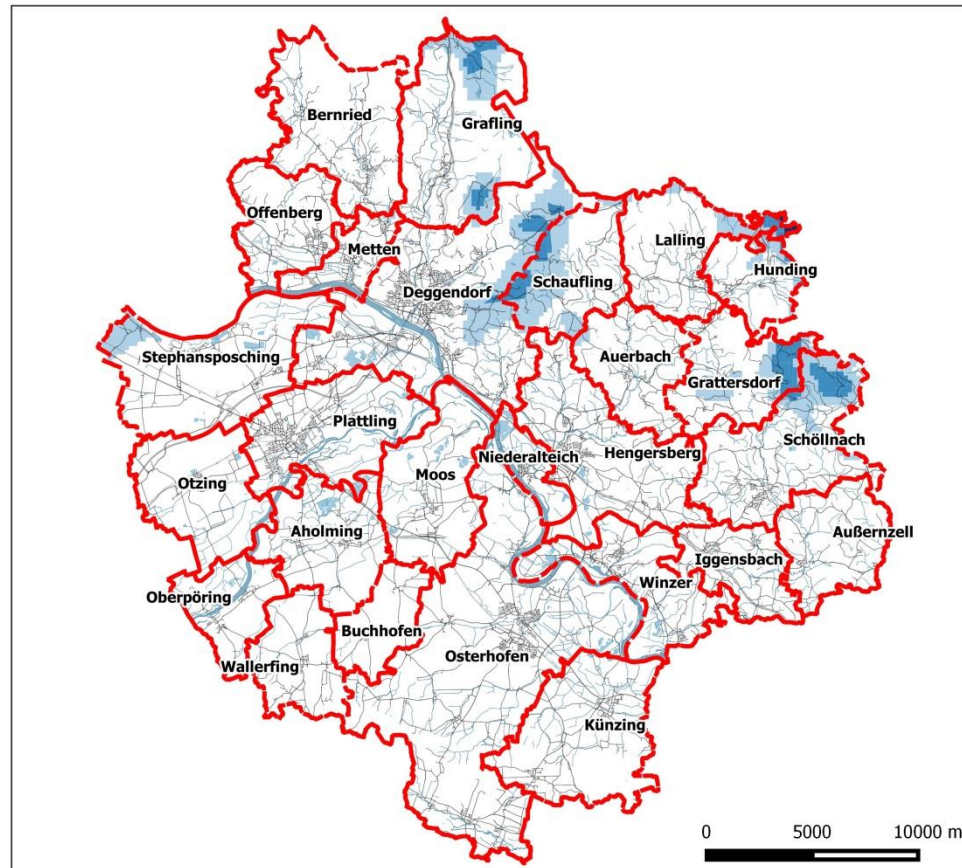 Bernried
Grafling
Offenberg
Metten
Lalling
Hunding
Deggendorf
Schaufling
Stephansposching
Auerbach
Grattersdorf
Plattling
Schöllnach
Niederalteich
Hengersberg
Moos
Otzing
Aholming
Außernzell
Iggensbach
Winzer
Oberpöring
Buchhofen
Osterhofen
Wallerfing
Künzing
0 5000 10000 m